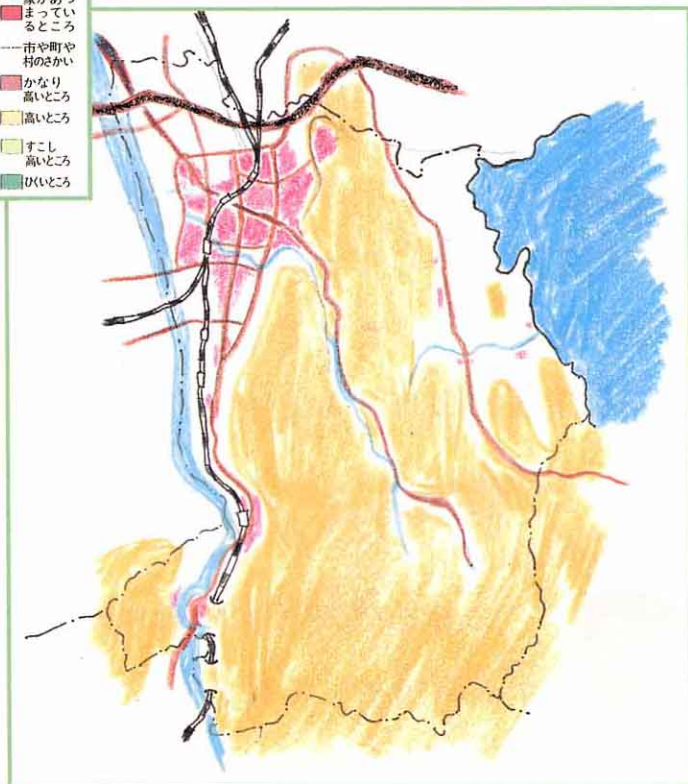 まってい
るところ
市や町や
村のさかい
かなり
高いところ
高いところ
すこし
高いところ
ひくいところ